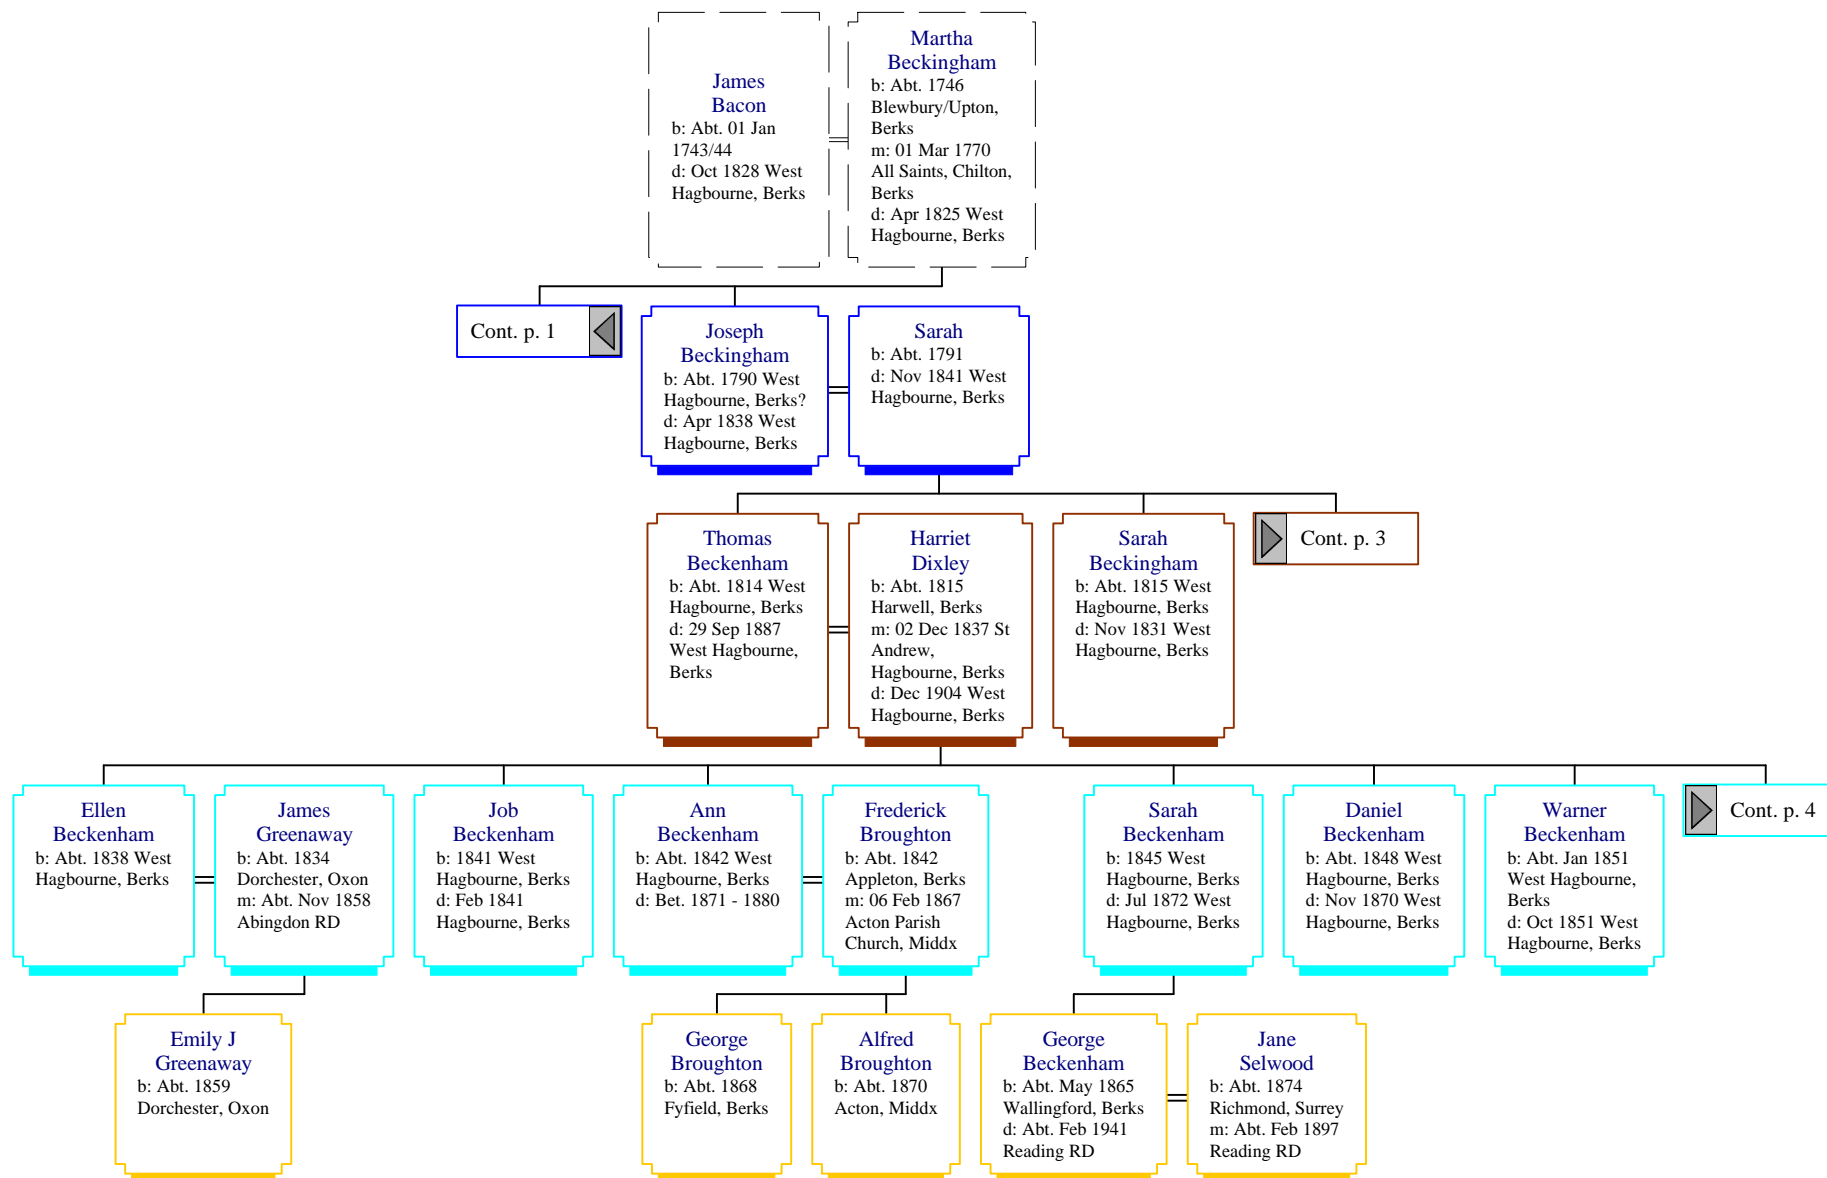 James
Bacon
b: Abt. 01 Jan
1743/44
d: Oct 1828 West
Hagbourne, Berks
Martha
Beckingham
b: Abt. 1746
Blewbury/Upton,
Berks
m: 01 Mar 1770
All Saints, Chilton,
Berks
d: Apr 1825 West
Hagbourne, Berks
Cont. p. 1
Joseph
Beckingham
b: Abt. 1790 West
Hagbourne, Berks?
d: Apr 1838 West
Hagbourne, Berks
Sarah
b: Abt. 1791
d: Nov 1841 West
Hagbourne, Berks
Thomas
Beckenham
b: Abt. 1814 West
Hagbourne, Berks
d: 29 Sep 1887
West Hagbourne,
Berks
Harriet
Dixley
b: Abt. 1815
Harwell, Berks
m: 02 Dec 1837 St
Andrew,
Hagbourne, Berks
d: Dec 1904 West
Hagbourne, Berks
Sarah
Beckingham
b: Abt. 1815 West
Hagbourne, Berks
d: Nov 1831 West
Hagbourne, Berks
Cont. p. 3
Ellen
Beckenham
b: Abt. 1838 West
Hagbourne, Berks
James
Greenaway
b: Abt. 1834
Dorchester, Oxon
m: Abt. Nov 1858
Abingdon RD
Job
Beckenham
b: 1841 West
Hagbourne, Berks
d: Feb 1841
Hagbourne, Berks
Ann
Beckenham
b: Abt. 1842 West
Hagbourne, Berks
d: Bet. 1871 - 1880
Frederick
Broughton
b: Abt. 1842
Appleton, Berks
m: 06 Feb 1867
Acton Parish
Church, Middx
Sarah
Beckenham
b: 1845 West
Hagbourne, Berks
d: Jul 1872 West
Hagbourne, Berks
Daniel
Beckenham
b: Abt. 1848 West
Hagbourne, Berks
d: Nov 1870 West
Hagbourne, Berks
Warner
Beckenham
b: Abt. Jan 1851
West Hagbourne,
Berks
d: Oct 1851 West
Hagbourne, Berks
Cont. p. 4
Emily J
Greenaway
b: Abt. 1859
Dorchester, Oxon
George
Broughton
b: Abt. 1868
Fyfield, Berks
Alfred
Broughton
b: Abt. 1870
Acton, Middx
George
Beckenham
b: Abt. May 1865
Wallingford, Berks
d: Abt. Feb 1941
Reading RD
Jane
Selwood
b: Abt. 1874
Richmond, Surrey
m: Abt. Feb 1897
Reading RD